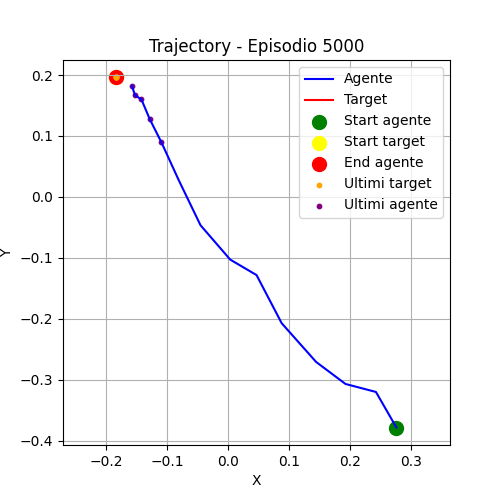 Trajectory - Episodio 5000
Agente
Target
Start agente
Start target
End agente
Ultimi target
Ultimi agente
0.2
0.1
0.0
−0.1
−0.2
−0.3
−0.4
Y
−0.2 −0.1 0.0 0.1 0.2 0.3
X